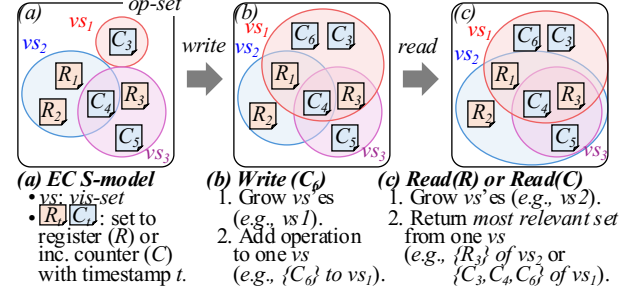 op-set
(a)
vs1
C3
vs2
R1
R2
C4
R3
C5
vs3
write
(b)
vs1
vs2
C6
C3
R1
R2
C4
R3
C5
vs3
read
(c)
vs1
vs2
C6
C3
R1
R2
C4
R3
C5
vs3
(a) EC S-model
• vs: vis-set
• Rt Ct : set to
register (R) or
inc. counter (C)
with timestamp t.
(b) Write (C6)
1. Grow vs'es
(e.g., vs1).
2. Add operation
to one vs
(e.g., {C6} to vs1).
(c) Read(R) or Read(C)
1. Grow vs'es (e.g., vs2).
2. Return most relevant set
from one vs
(e.g., {R3} of vs2 or
{C3,C4,C6} of vs1).